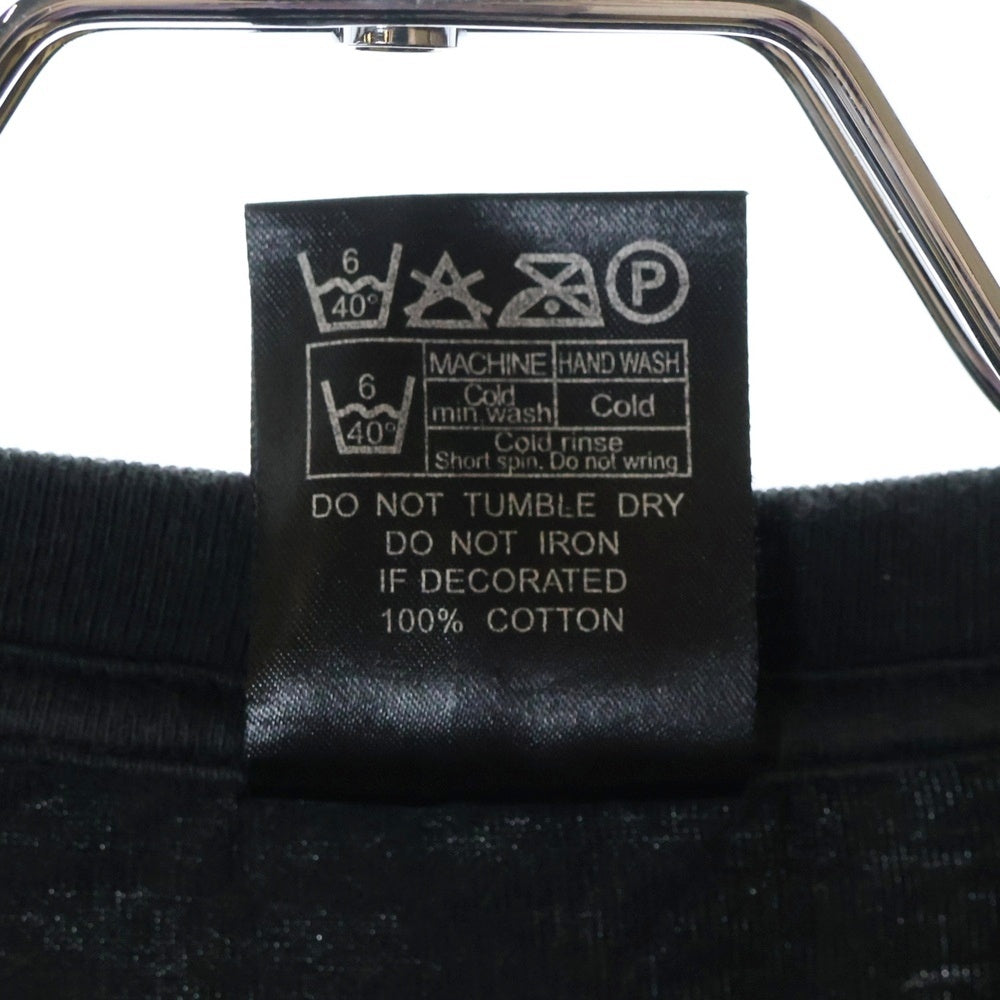 6
40°
P
MACHINE HAND WASH
6
40°
Cold
min wash
Cold
Cold rinse
Short spin. Do not wring
DO NOT TUMBLE DRY
DO NOT IRON
IF DECORATED
100% COTTON